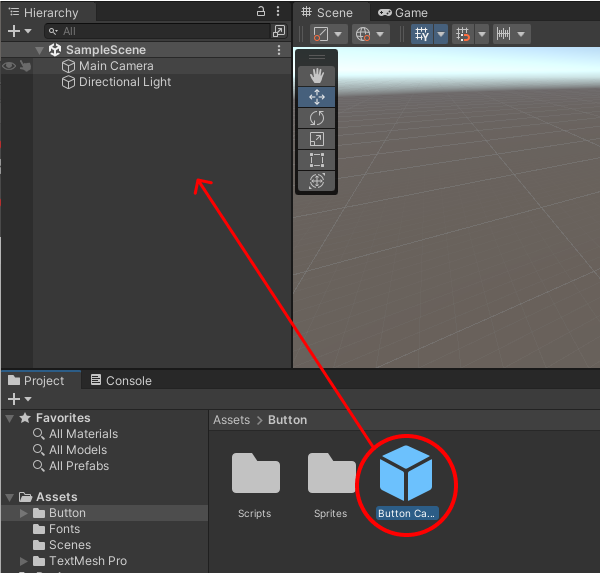 Hierarchy
All
SampleScene
Main Camera
Directional Light
Scene
Game
Project
Console
Favorites
All Materials
All Models
All Prefabs
Assets
Button
Fonts
Scenes
TextMesh Pro
Assets > Button
Scripts
Sprites
Button Ca...